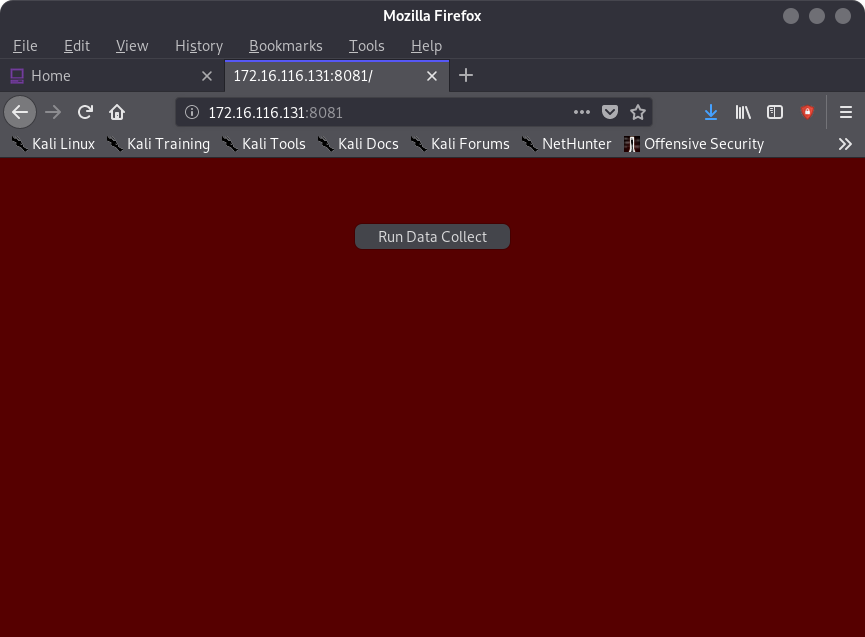 Mozilla Firefox
File Edit View History Bookmarks Tools Help
Home 172.16.116.131:8081/
172.16.116.131:8081
Kali Linux Kali Training Kali Tools Kali Docs Kali Forums NetHunter Offensive Security
Run Data Collect